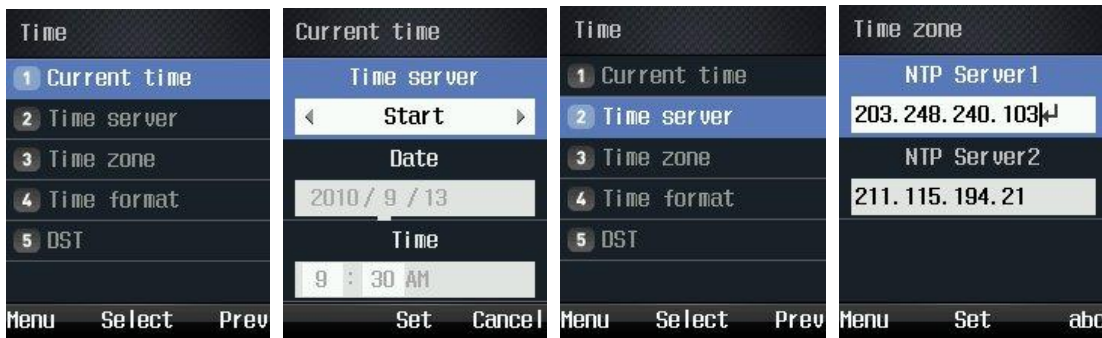 Time
1 Current time
2 Time server
3 Time zone
4 Time format
5 DST
Menu Select Prev
Current time
Time server
Start
Date
2010 / 9 / 13
Time
9 : 30 AM
Set Cancel
Time
1 Current time
2 Time server
3 Time zone
4 Time format
5 DST
Menu Select Prev
Time zone
NTP Server1
203. 248. 240. 103
NTP Server2
211. 115. 194. 21
Menu Set abc